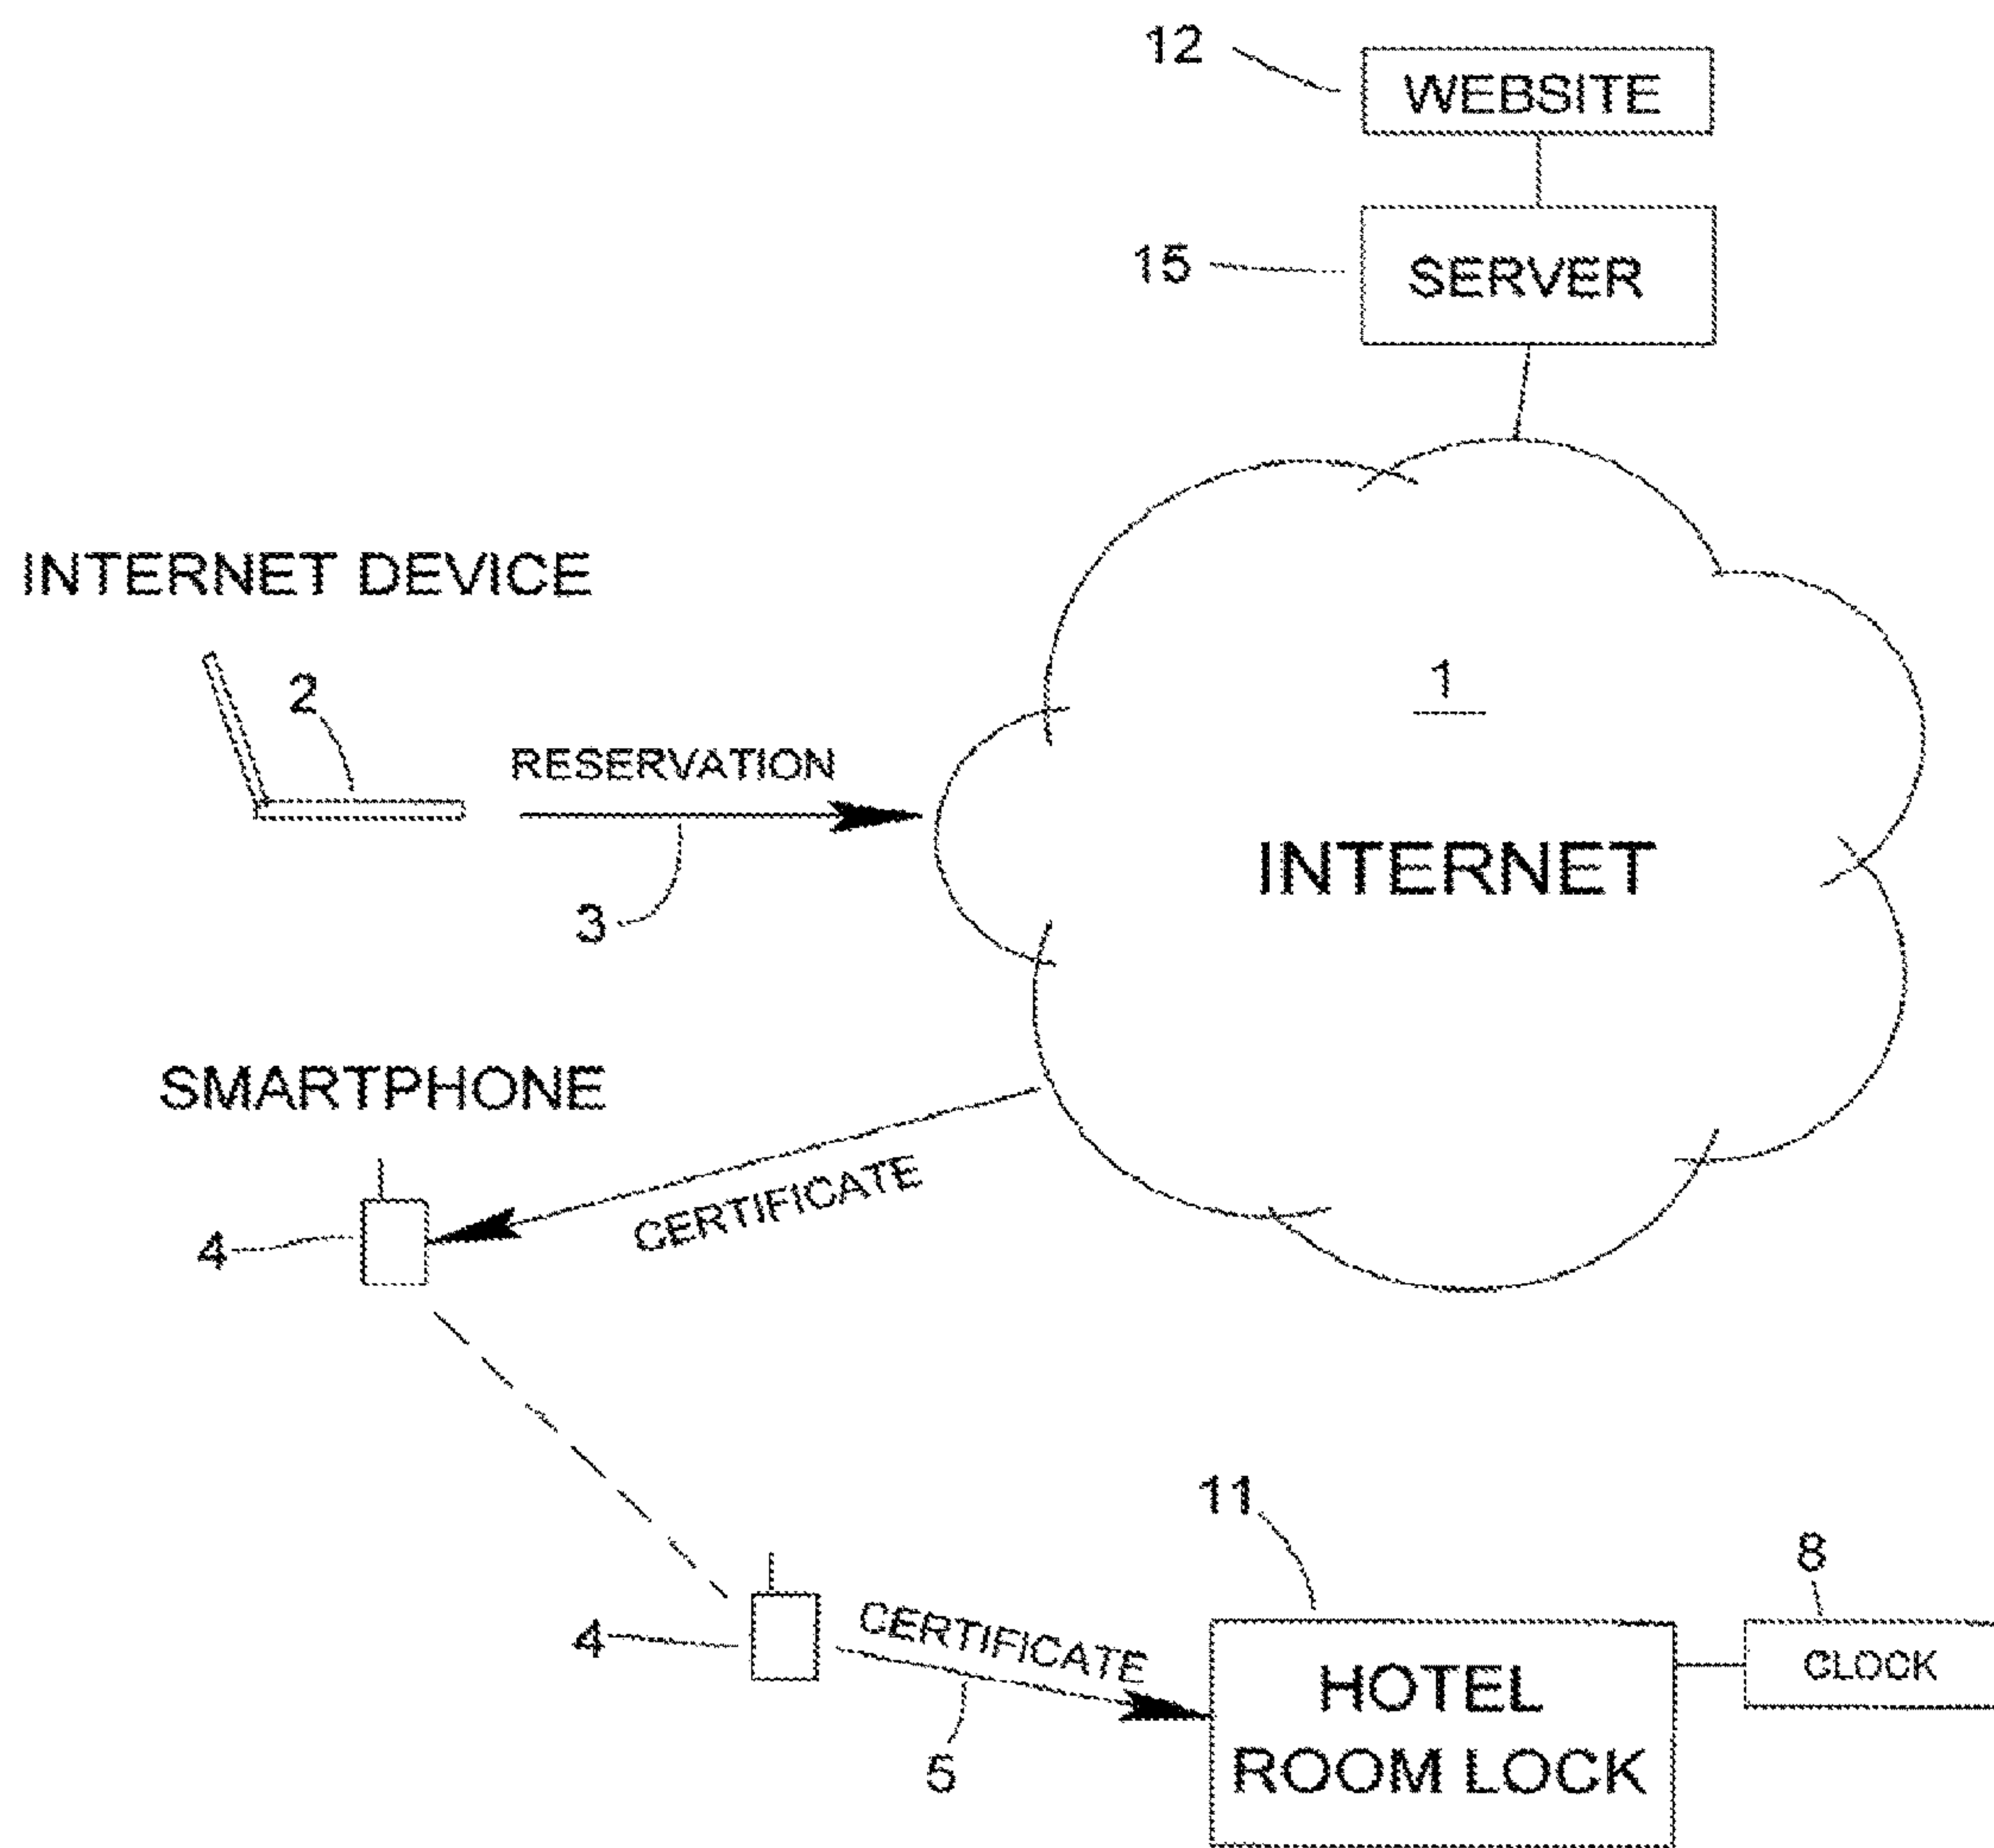 12
WEBSITE
15
SERVER
INTERNET DEVICE
2
RESERVATION
3
1
INTERNET
SMARTPHONE
4
CERTIFICATE
4
CERTIFICATE
5
11
HOTEL
ROOM LOCK
8
CLOCK